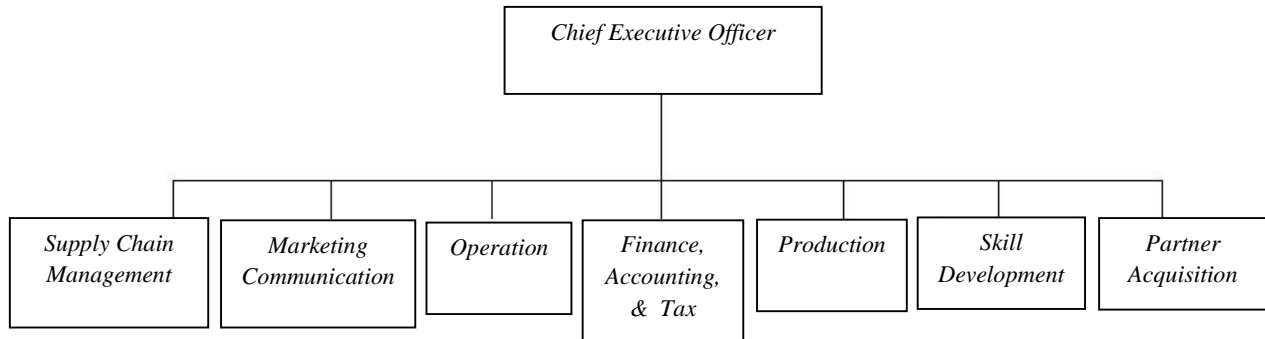 Chief Executive Officer
Supply Chain
Management
Marketing
Communication
Operation
Finance,
Accounting,
& Tax
Production
Skill
Development
Partner
Acquisition